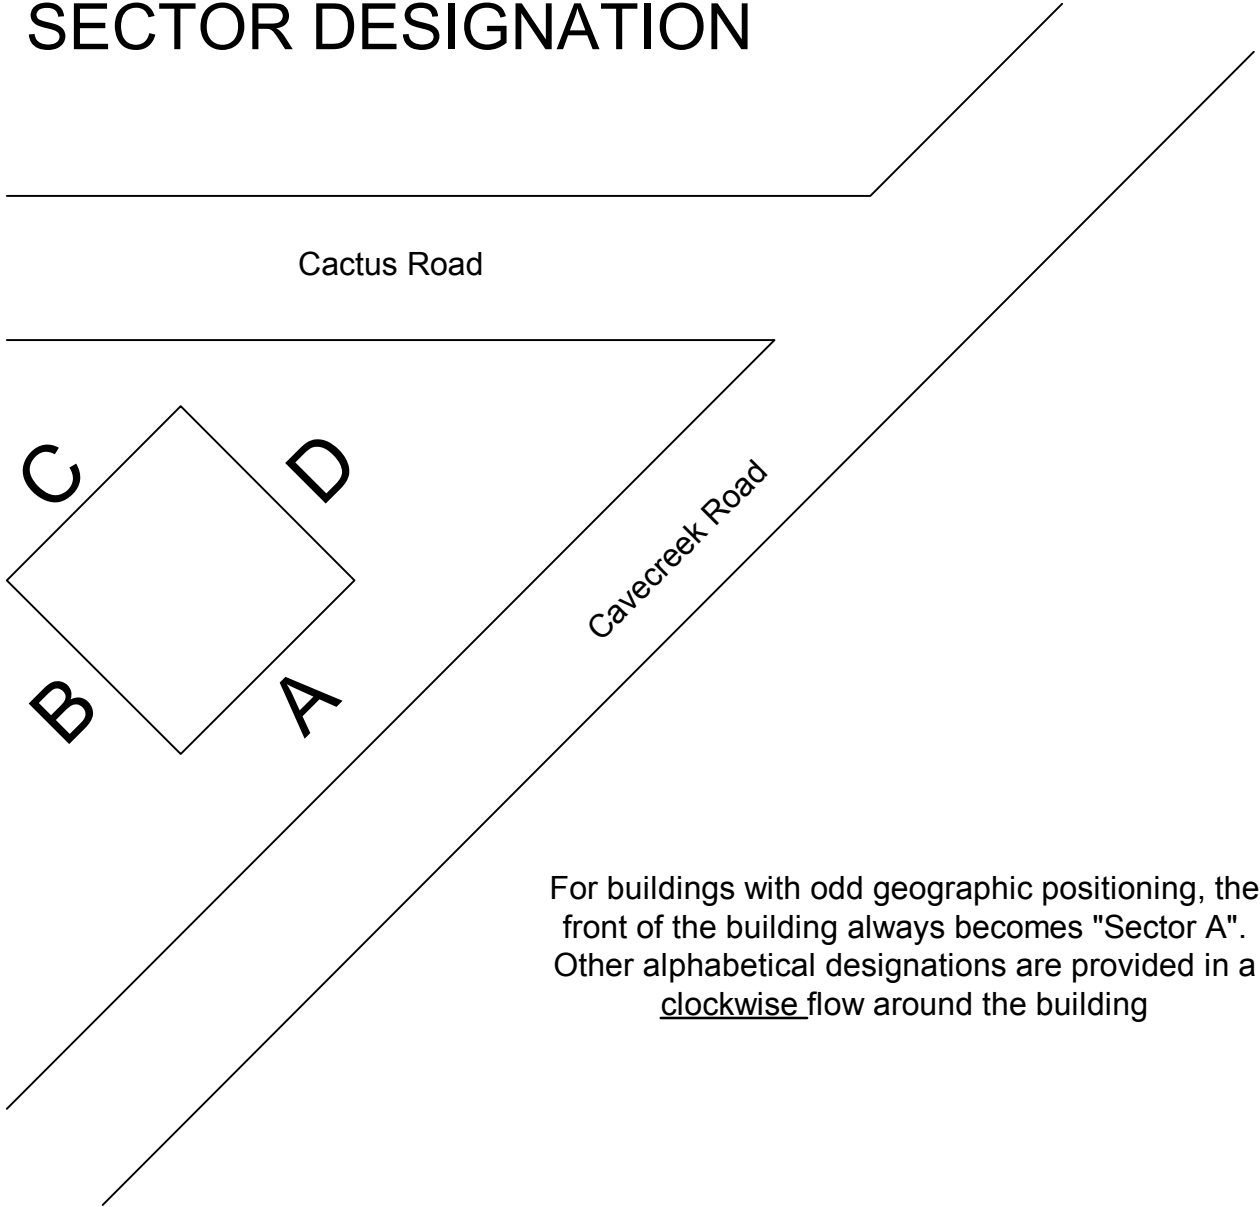 SECTOR DESIGNATION
Cactus Road
C
D
Cavecreek Road
B
A
For buildings with odd geographic positioning, the
front of the building always becomes "Sector A".
Other alphabetical designations are provided in a
clockwise flow around the building